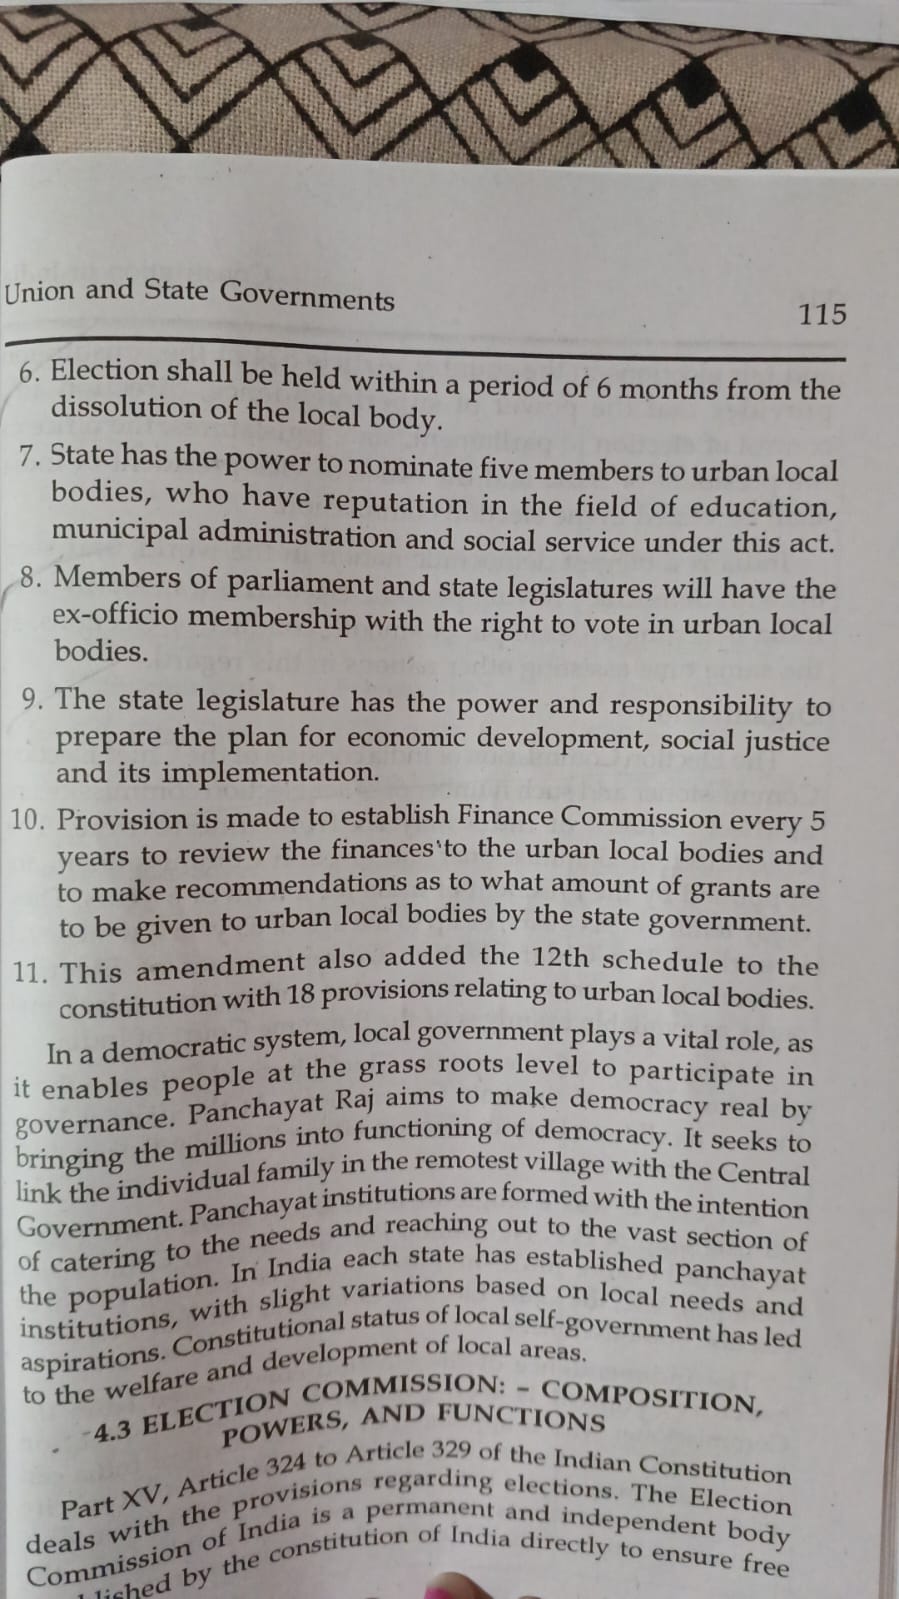 Union and State Governments
115
6. Election shall be held within a period of 6 months from the
dissolution of the local body.
7. State has the power to nominate five members to urban local
bodies, who have reputation in the field of education,
municipal administration and social service under this act.
8. Members of parliament and state legislatures will have the
ex-officio membership with the right to vote in urban local
bodies.
9. The state legislature has the power and responsibility to
prepare the plan for economic development, social justice
and its implementation.
10. Provision is made to establish Finance Commission every 5
years to review the finances to the urban local bodies and
to make recommendations as to what amount of grants are
to be given to urban local bodies by the state government.
11. This amendment also added the 12th schedule to the
constitution with 18 provisions relating to urban local bodies.
In a democratic system, local government plays a vital role, as
it enables people at the grass roots level to participate in
governance. Panchayat Raj aims to make democracy real by
bringing the millions into functioning of democracy. It seeks to
link the individual family in the remotest village with the Central
Government. Panchayat institutions are formed with the intention
of catering to the needs and reaching out to the vast section of
the population. In India each state has established panchayat
institutions, with slight variations based on local needs and
aspirations. Constitutional status of local self-government has led
to the welfare and development of local areas.
4.3 ELECTION COMMISSION: – COMPOSITION,
POWERS, AND FUNCTIONS
Part XV, Article 324 to Article 329 of the Indian Constitution
deals with the provisions regarding elections. The Election
Commission of India is a permanent and independent body
by the constitution of India directly to ensure free